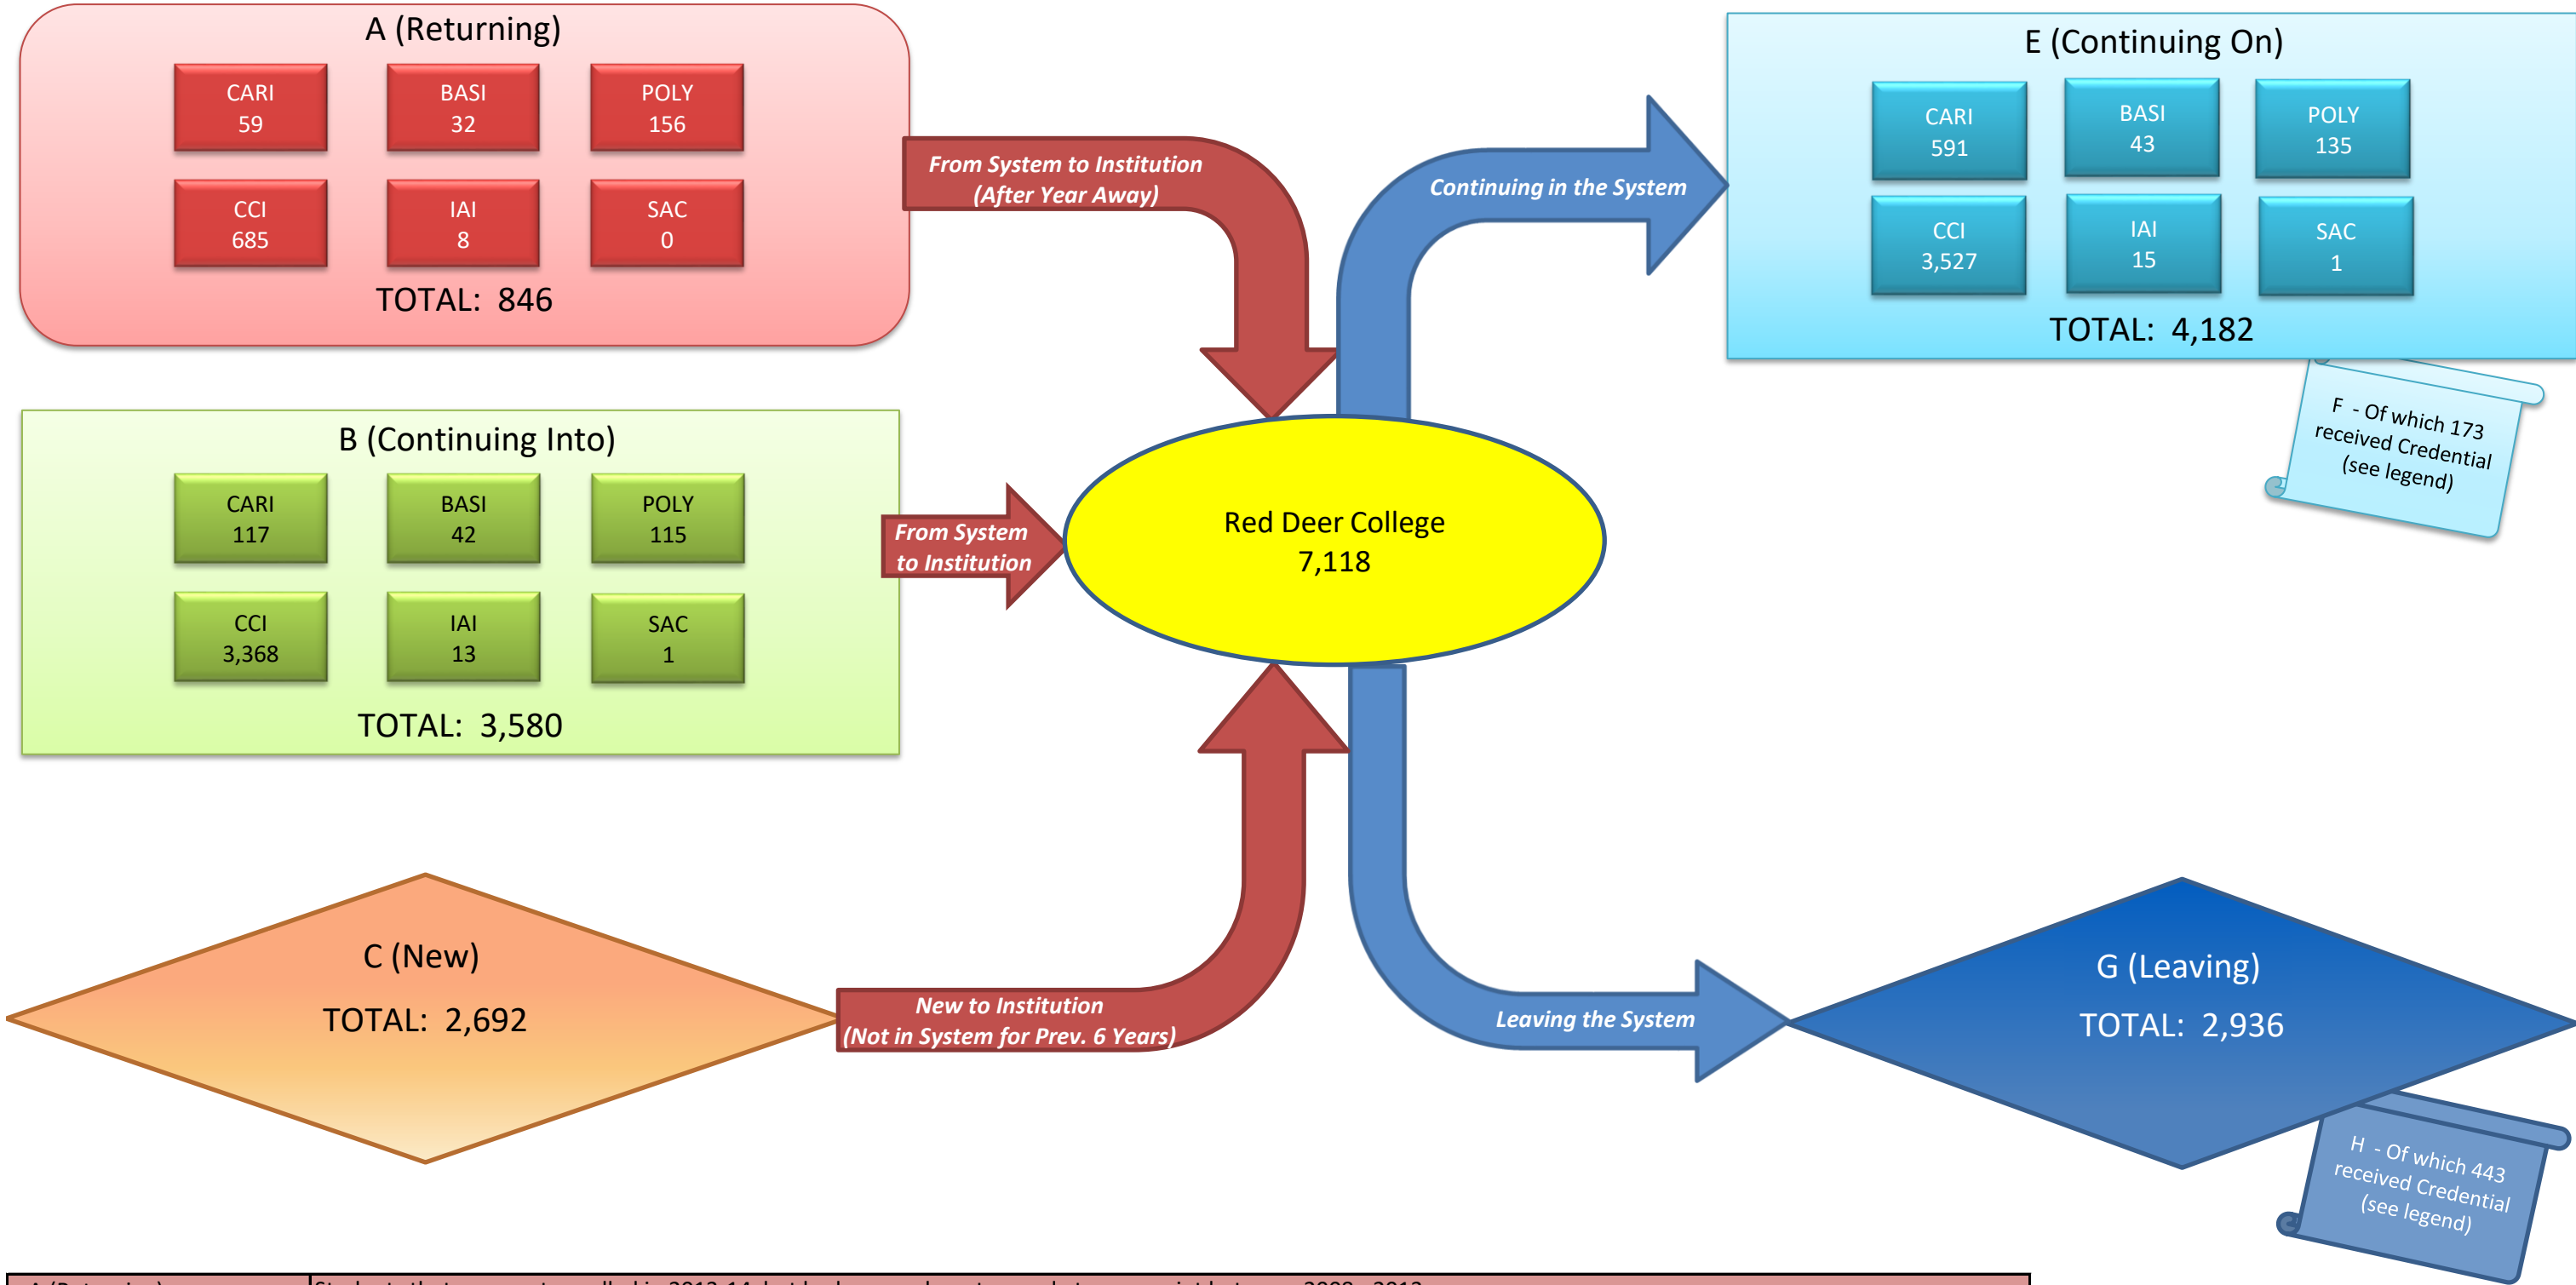 A (Returning)
CARI
59
BASI
32
POLY
156
CCI
685
IAI
8
SAC
0
TOTAL: 846
From System to Institution
(After Year Away)
Continuing in the System
E (Continuing On)
CARI
591
BASI
43
POLY
135
CCI
3,527
IAI
15
SAC
1
TOTAL: 4,182
F - Of which 173
received Credential
(see legend)
B (Continuing Into)
CARI
117
BASI
42
POLY
115
CCI
3,368
IAI
13
SAC
1
TOTAL: 3,580
From System
to Institution
Red Deer College
7,118
C (New)
TOTAL: 2,692
New to Institution
(Not in System for Prev. 6 Years)
Leaving the System
G (Leaving)
TOTAL: 2,936
H - Of which 443
received Credential
(see legend)
A (Returning)